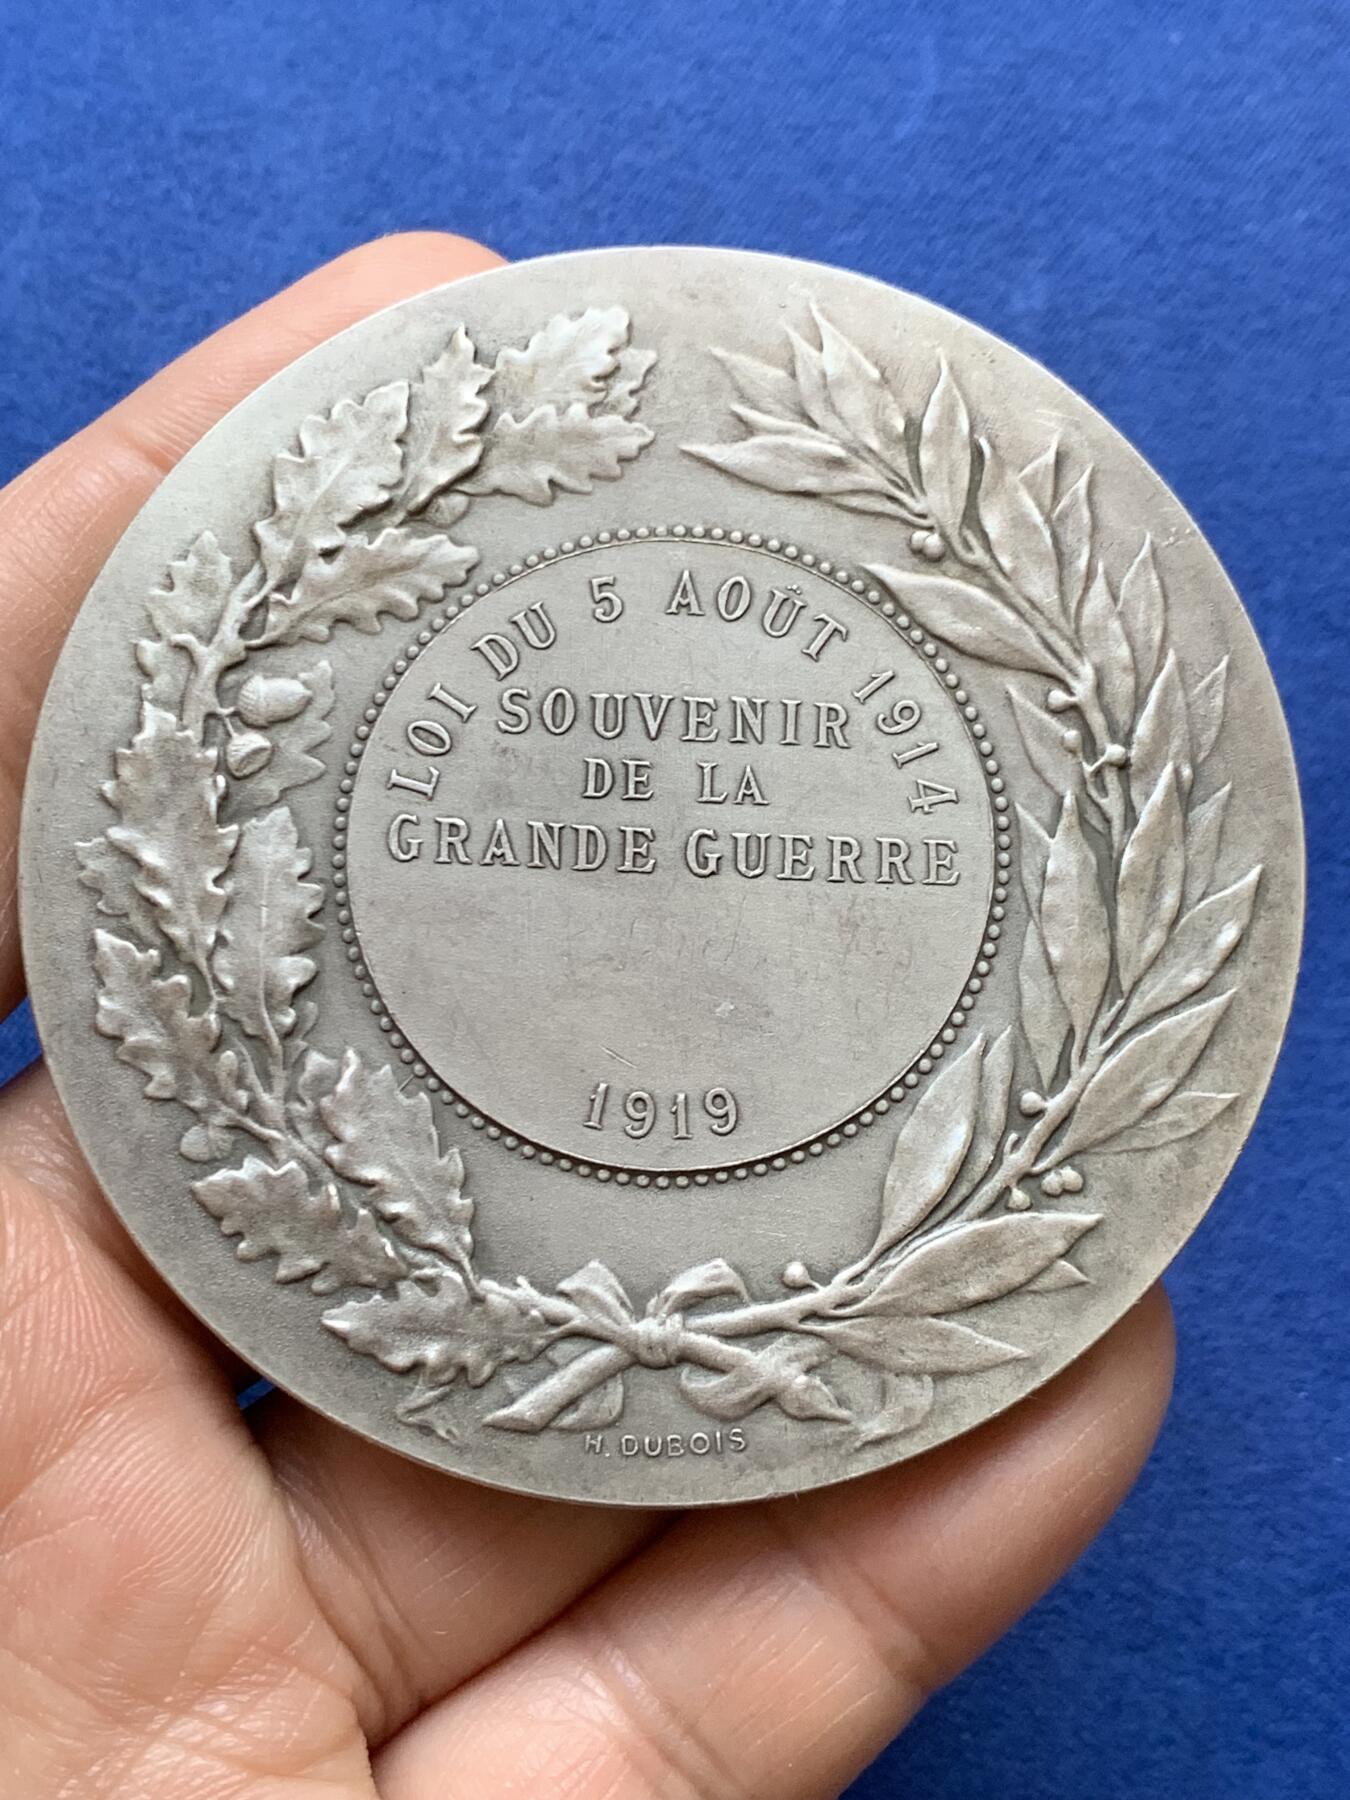 LOI DU 5 AOÛT 1914
SOUVENIR
DE LA
GRANDE GUERRE
1919
H. DUBOIS